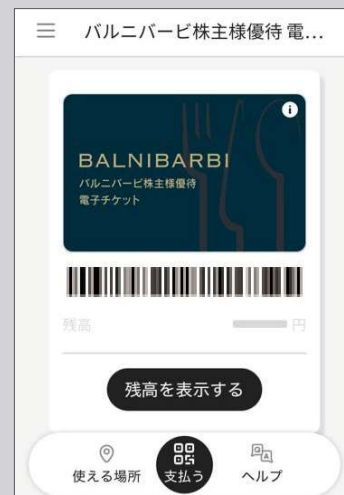 バルニバービ株主様優待 電…
BALNIBARBI
バルニバービ株主様優待
電子チケット
残高
円
残高を表示する
使える場所
支払う
ヘルプ